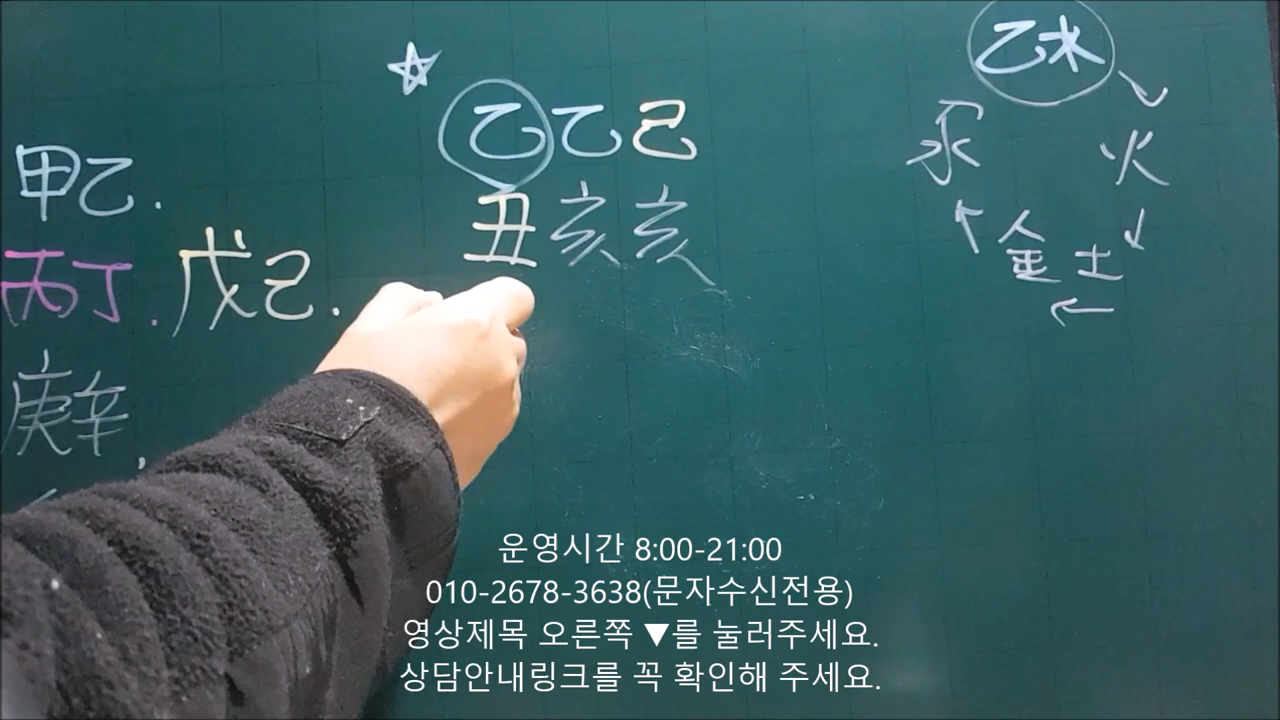 乙木
乙乙己
丑亥亥
甲乙.
丙丁. 戊己.
庚辛,
水 火
金 土
운영시간 8:00-21:00
010-2678-3638(문자수신전용)
영상제목 오른쪽 ▼를 눌러주세요.
상담안내링크를 꼭 확인해 주세요.